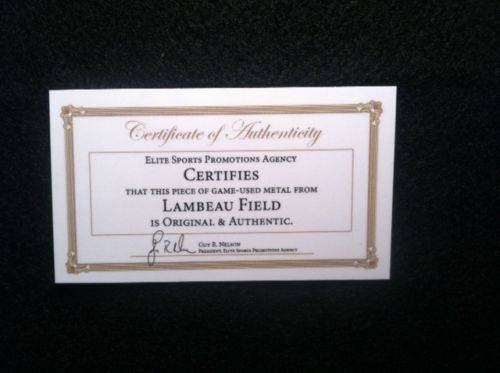 Certificate of Authenticity
ELITE SPORTS PROMOTIONS AGENCY
CERTIFIES
THAT THIS PIECE OF GAME-USED METAL FROM
LAMBEAU FIELD
IS ORIGINAL & AUTHENTIC.
GUY R. NELSON
PRESIDENT, ELITE SPORTS PROMOTIONS AGENCY